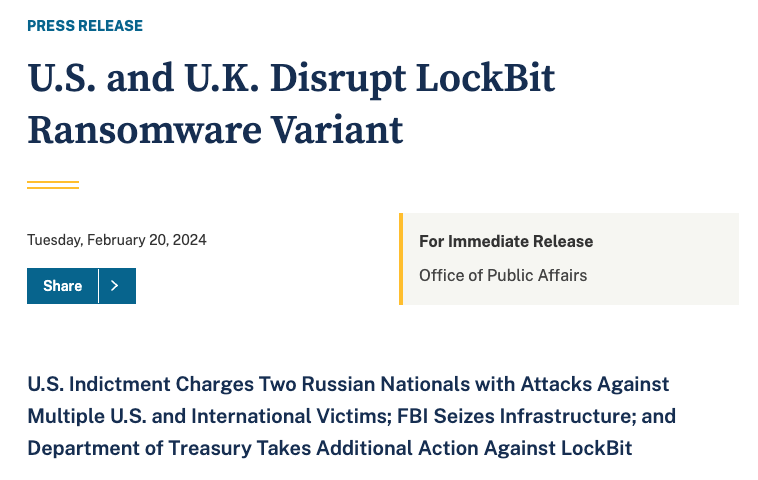 PRESS RELEASE
U.S. and U.K. Disrupt LockBit
Ransomware Variant
Tuesday, February 20, 2024
Share
For Immediate Release
Office of Public Affairs
U.S. Indictment Charges Two Russian Nationals with Attacks Against
Multiple U.S. and International Victims; FBI Seizes Infrastructure; and
Department of Treasury Takes Additional Action Against LockBit